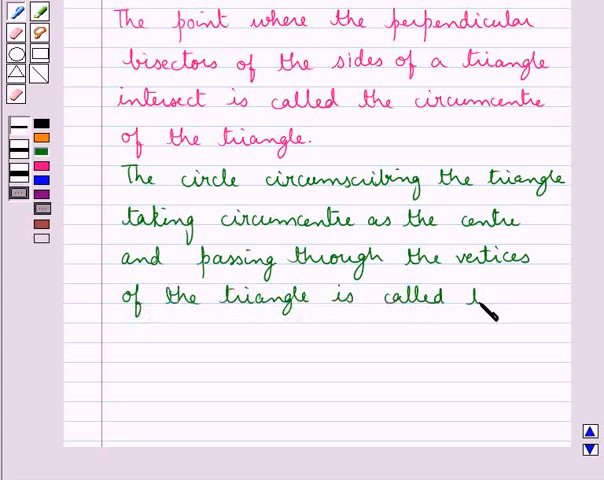 The point where the perpendicular
bisectors of the sides of a triangle
intersect is called the circumcentre
of the triangle.
The circle circumscribing the triangle
taking circumcentre as the centre
and passing through the vertices
of the triangle is called